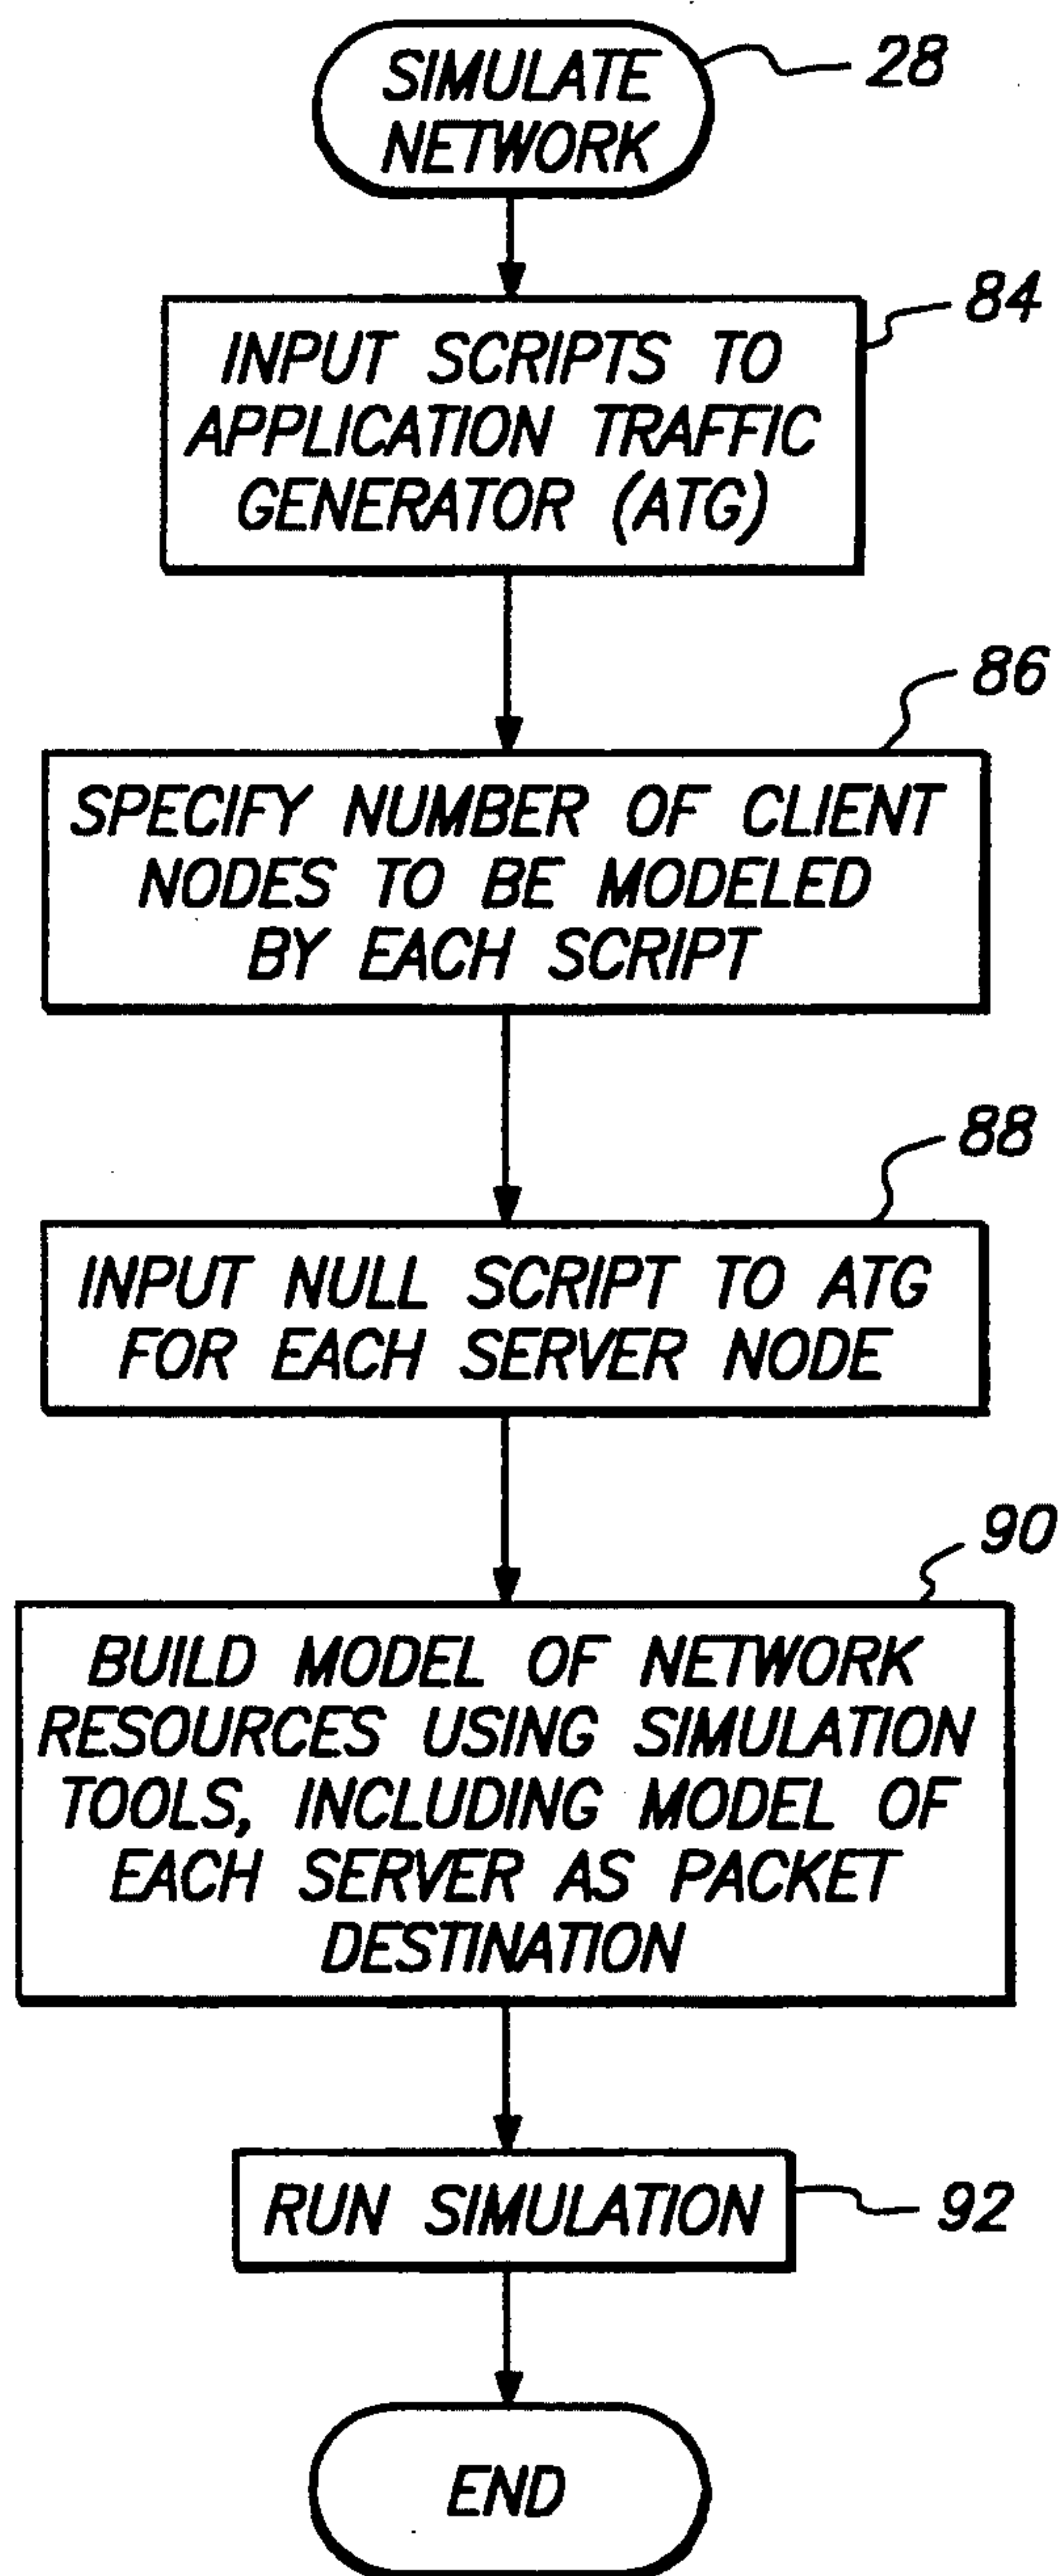 SIMULATE
NETWORK
28
84
INPUT SCRIPTS TO
APPLICATION TRAFFIC
GENERATOR (ATG)
86
SPECIFY NUMBER OF CLIENT
NODES TO BE MODELED
BY EACH SCRIPT
88
INPUT NULL SCRIPT TO ATG
FOR EACH SERVER NODE
90
BUILD MODEL OF NETWORK
RESOURCES USING SIMULATION
TOOLS, INCLUDING MODEL OF
EACH SERVER AS PACKET
DESTINATION
RUN SIMULATION
92
END